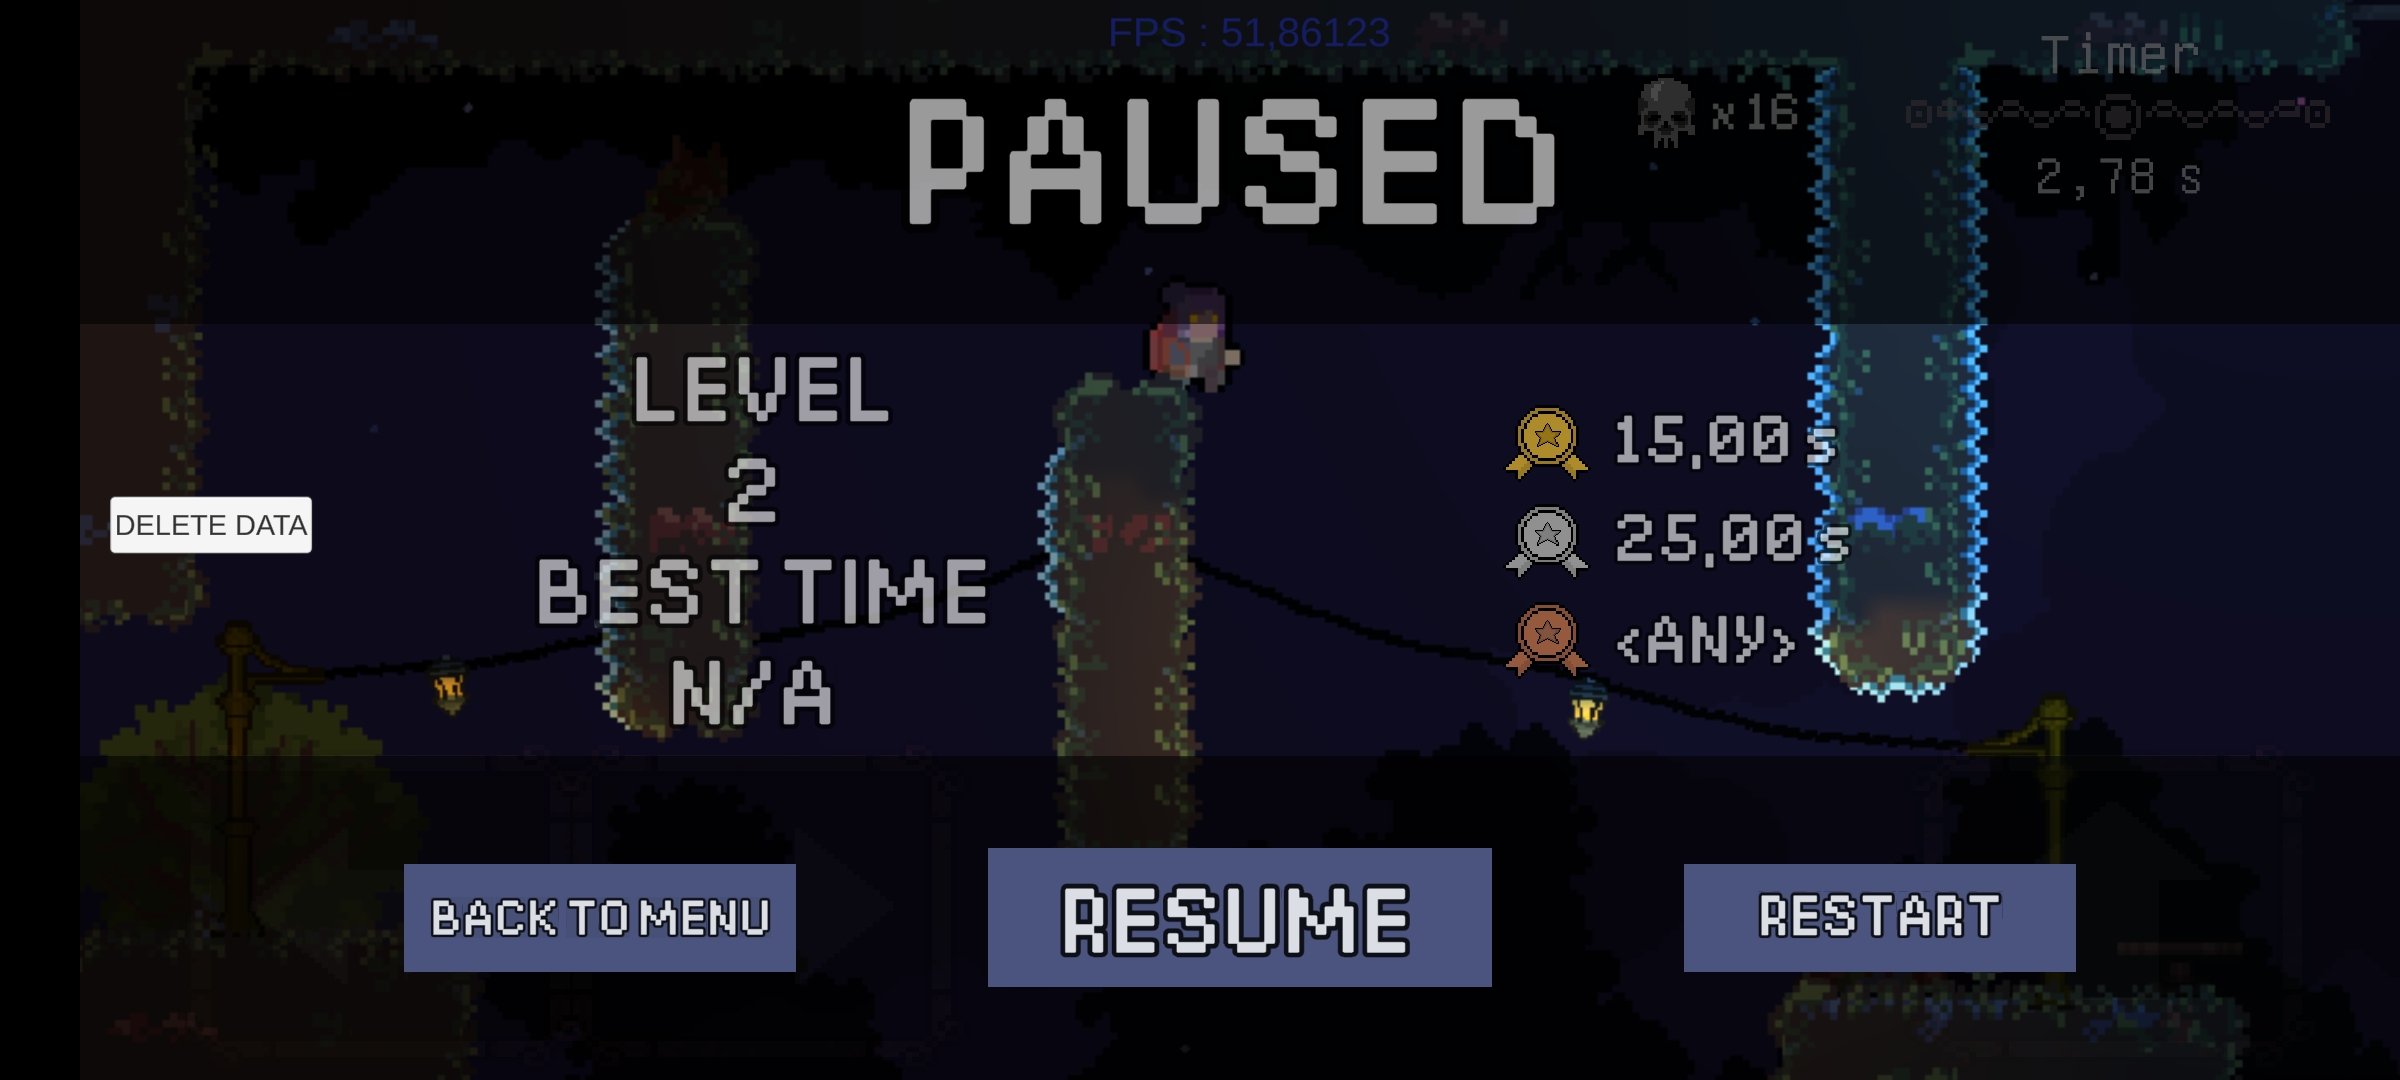 FPS : 51,86123
Timer
PAUSED
x16
2,78 s
LEVEL
2
BEST TIME
N/A
15,00 s
25,00 s
<ANY>
DELETE DATA
BACK TO MENU
RESUME
RESTART